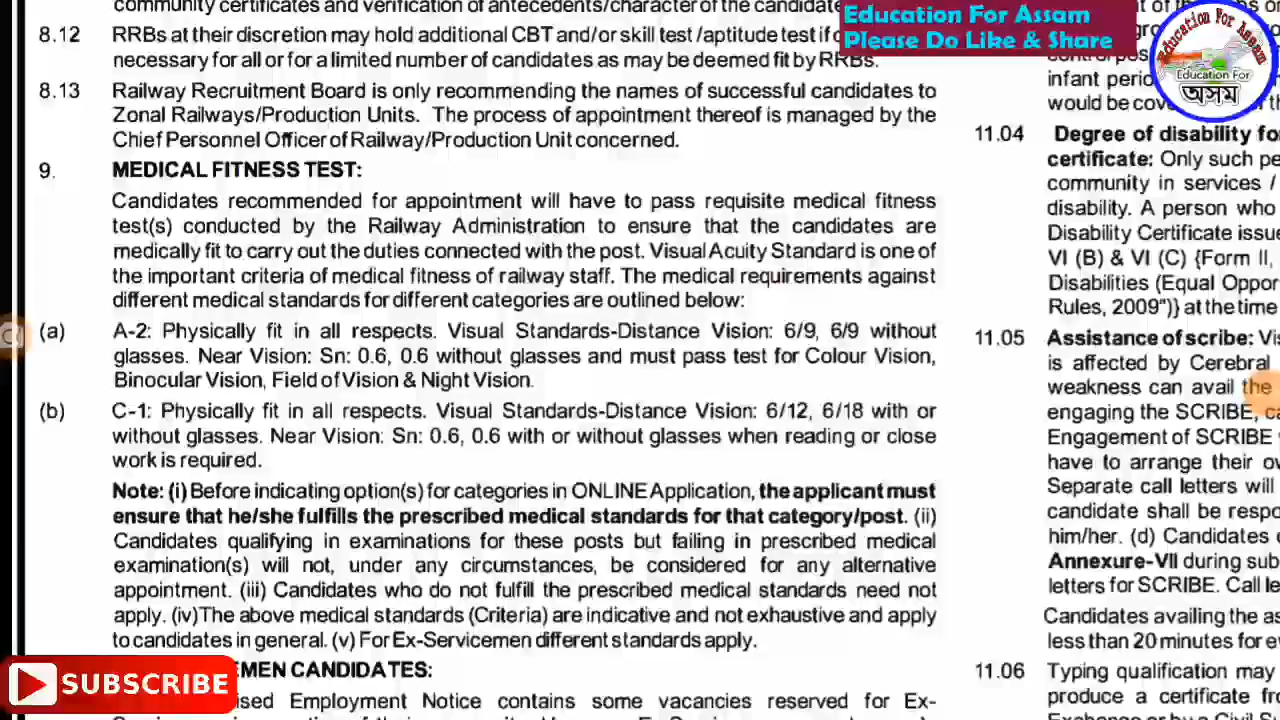 community certificates and verification of antecedents/character of the candidate
8.12 RRBs at their discretion may hold additional CBT and/or skill test /aptitude test if
necessary for all or for a limited number of candidates as may be deemed fit by RRBs.
8.13 Railway Recruitment Board is only recomending the names of successful candidates to
Zonal Railways/Production Units. The process of appointment thereof is managed by the
Chief Personnel Officer of Railway/Production Unit concerned.
9. MEDICAL FITNESS TEST:
Candidates recommended for appointment will have to pass requisite medical fitness
test(s) conducted by the Railway Administration to ensure that the candidates are
medically fit to carry out the duties connected with the post. Visual Acuity Standard is one of
the important criteria of medical fitness of railway staff. The medical requirements against
different medical standards for different categories are outlined below:
(a) A-2: Physically fit in all respects. Visual Standards-Distance Vision: 6/9, 6/9 without
glasses. Near Vision: Sn: 0.6, 0.6 without glasses and must pass test for Colour Vision,
Binocular Vision, Field of Vision & Night Vision.
(b) C-1: Physically fit in all respects. Visual Standards-Distance Vision: 6/12, 6/18 with or
without glasses. Near Vision: Sn: 0.6, 0.6 with or without glasses when reading or close
work is required.
Note: (i) Before indicating option(s) for categories in ONLINE Application, the applicant must
ensure that he/she fulfills the prescribed medical standards for that category/post. (ii)
Candidates qualifying in examinations for these posts but failing in prescribed medical
examination(s) will not, under any circumstances, be considered for any alternative
appointment. (iii) Candidates who do not fulfill the prescribed medical standards need not
apply. (iv)The above medical standards (Criteria) are indicative and not exhaustive and apply
to candidates in general. (v) For Ex-Servicemen different standards apply.
EMEN CANDIDATES:
ised Employment Notice contains some vacancies reserved for Ex-
SUBSCRIBE
Education For Assam
Please Do Like & Share
Education For Assam
Education For
অসম
infant perio
would be cov
11.04 Degree of disability fo
certificate: Only such pe
community in services /
disability. A person who
Disability Certificate issue
VI (B) & VI (C) {Form II,
Disabilities (Equal Oppor
Rules, 2009")} at the time
11.05 Assistance of scribe: Vis
is affected by Cerebral
weakness can avail the
engaging the SCRIBE, ca
Engagement of SCRIBE
have to arrange their ow
Separate call letters will
candidate shall be respo
him/her. (d) Candidates
Annexure-VII during sub
letters for SCRIBE. Call le
Candidates availing the as
less than 20 minutes for e
11.06 Typing qualification may
produce a certificate fro